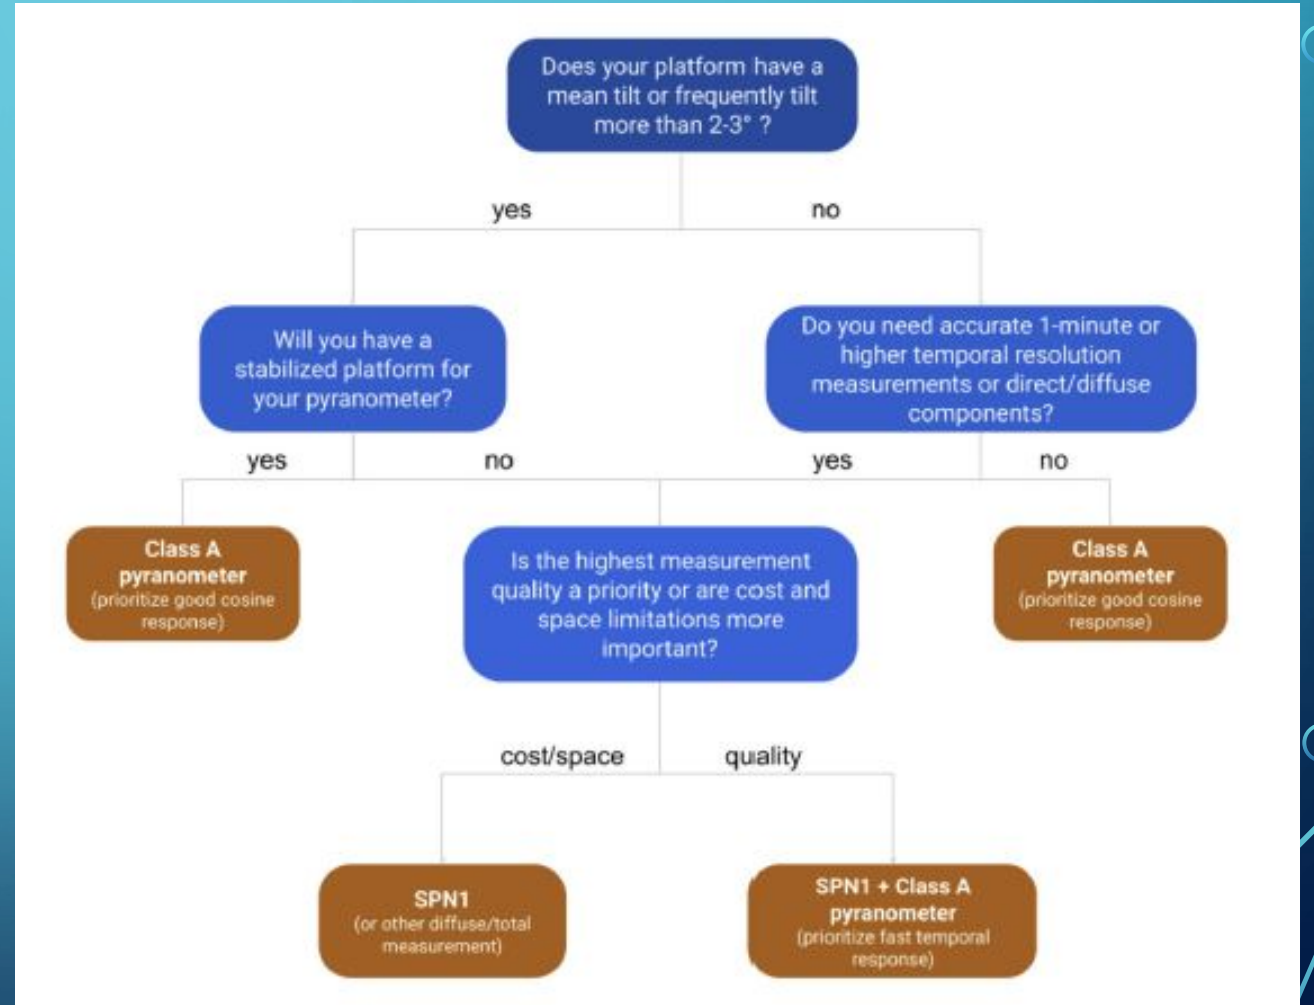 Does your platform have a
mean tilt or frequently tilt
more than 2-3° ?
yes
no
Will you have a
stabilized platform for
your pyranometer?
Do you need accurate 1-minute or
higher temporal resolution
measurements or direct/diffuse
components?
yes
no
yes
no
Class A
pyranometer
(prioritize good cosine
response)
Is the highest measurement
quality a priority or are cost and
space limitations more
important?
Class A
pyranometer
(prioritize good cosine
response)
cost/space
quality
SPN1
(or other diffuse/total
measurement)
SPN1 + Class A
pyranometer
(prioritize fast temporal
response)